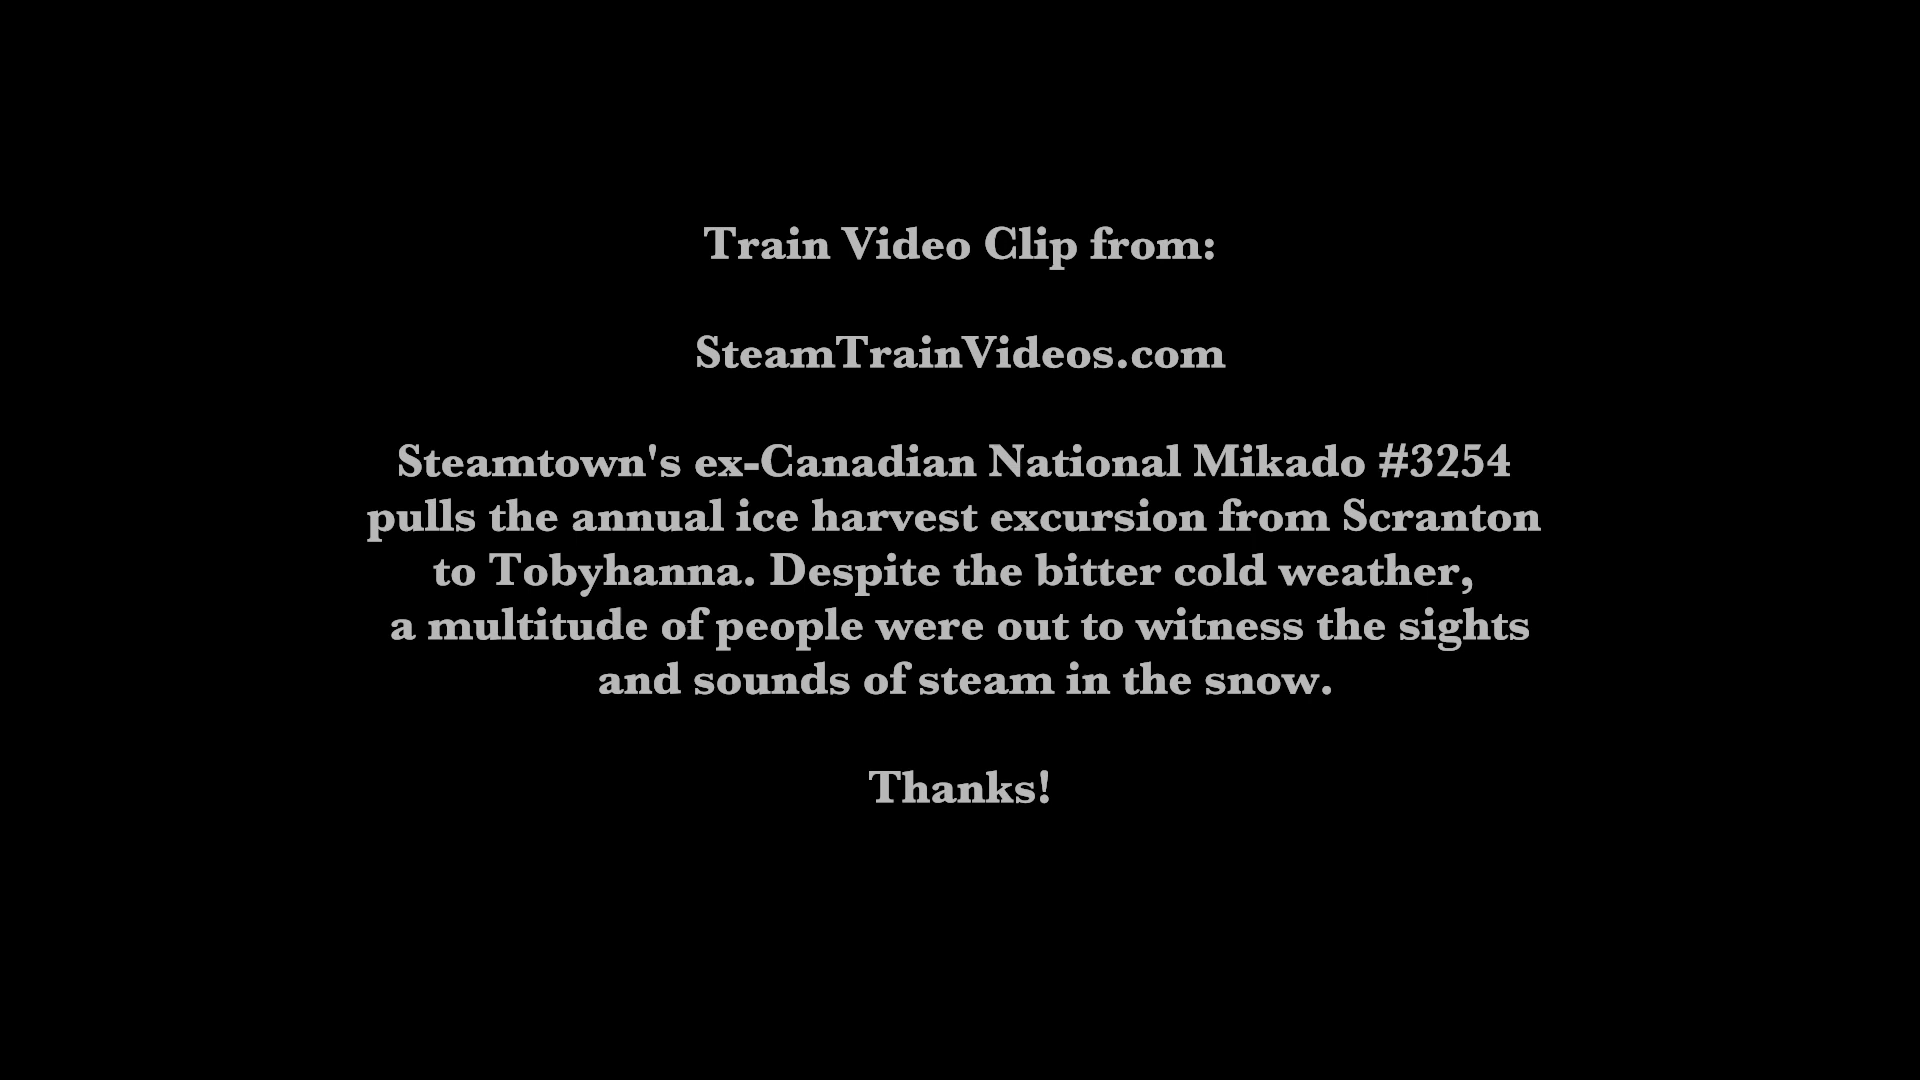 Train Video Clip from:
SteamTrainVideos.com
Steamtown's ex-Canadian National Mikado #3254
pulls the annual ice harvest excursion from Scranton
to Tobyhanna. Despite the bitter cold weather,
a multitude of people were out to witness the sights
and sounds of steam in the snow.
Thanks!